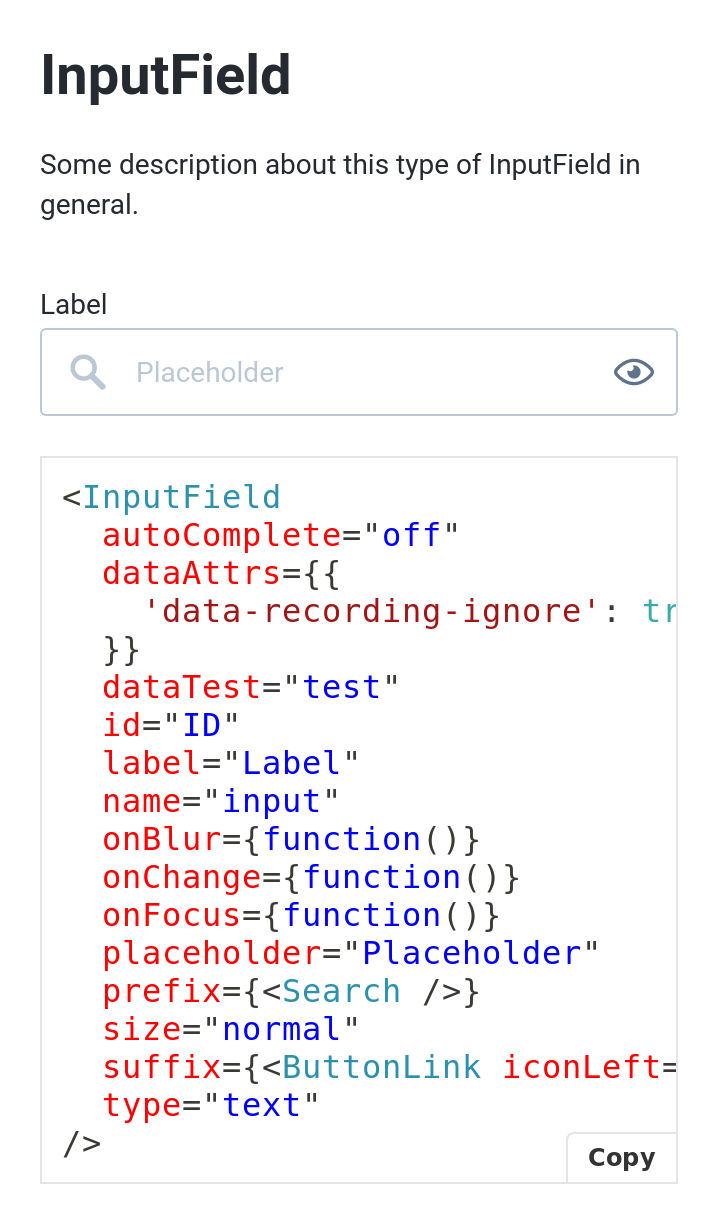 InputField
Some description about this type of InputField in
general.
Label
Placeholder
<InputField
  autoComplete="off"
  dataAttrs={{
    'data-recording-ignore': tr
  }}
  dataTest="test"
  id="ID"
  label="Label"
  name="input"
  onBlur={function()}
  onChange={function()}
  onFocus={function()}
  placeholder="Placeholder"
  prefix={<Search />}
  size="normal"
  suffix={<ButtonLink iconLeft=
  type="text"
/>
Copy